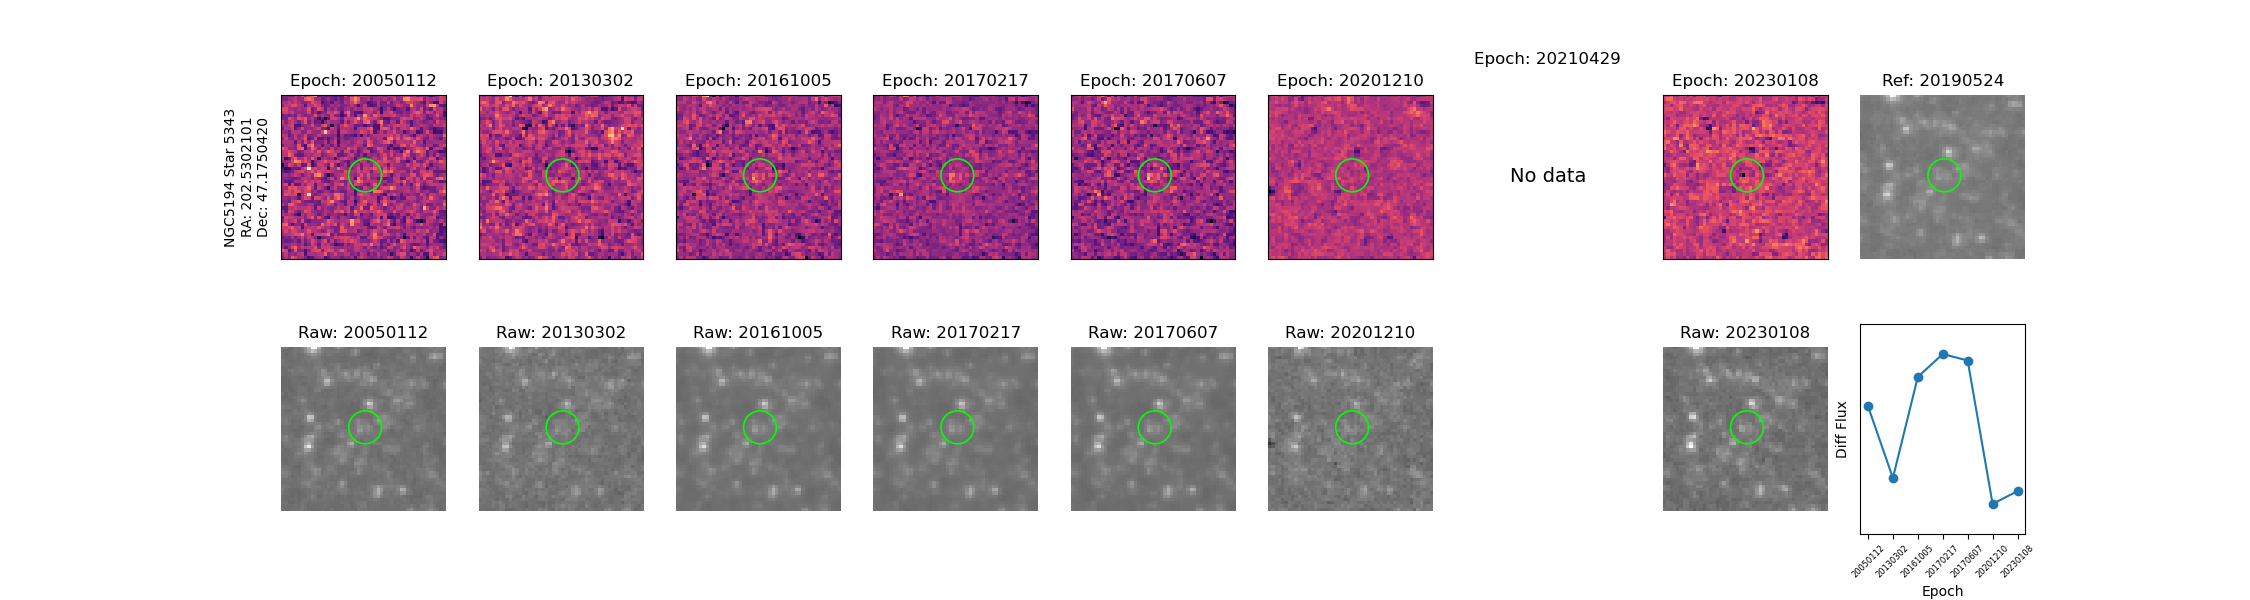 Epoch: 20210429
Epoch: 20050112
Epoch: 20130302
Epoch: 20161005
Epoch: 20170217
Epoch: 20170607
Epoch: 20201210
Epoch: 20230108
Ref: 20190524
NGC5194 Star 5343
RA: 202.5302101
Dec: 47.1750420
No data
Raw: 20050112
Raw: 20130302
Raw: 20161005
Raw: 20170217
Raw: 20170607
Raw: 20201210
Raw: 20230108
Diff Flux
20050112
20130302
20161005
20170217
20170607
20201210
20230108
Epoch